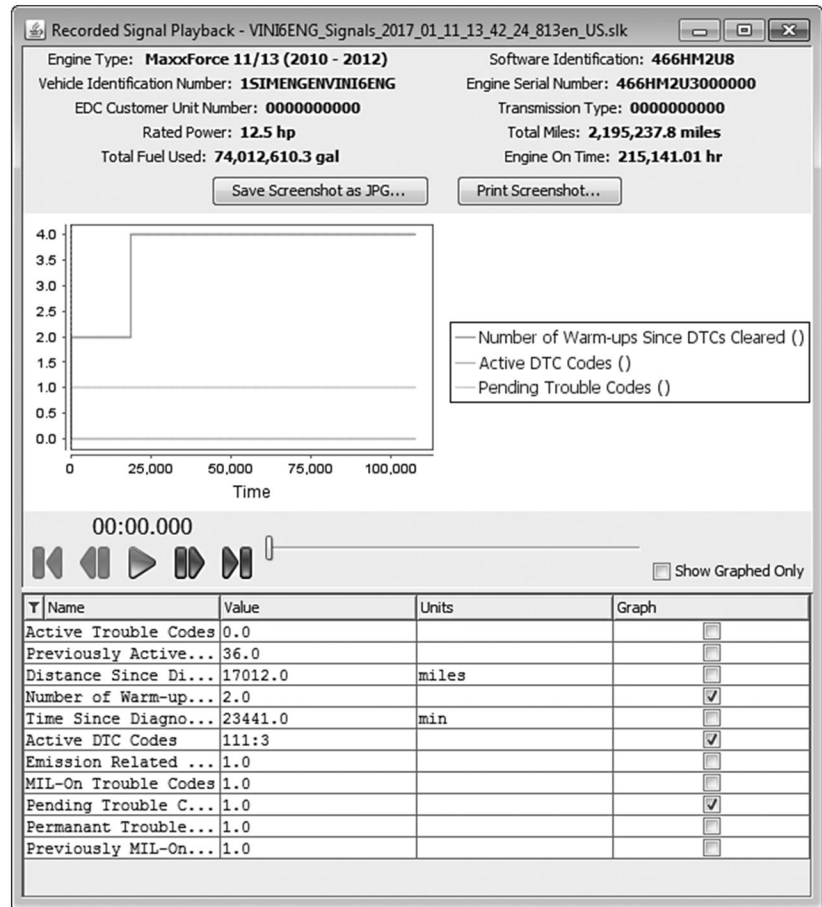 Recorded Signal Playback - VINI6ENG_Signals_2017_01_11_13_42_24_813en_US.slk
Engine Type: MaxxForce 11/13 (2010 - 2012)
Software Identification: 466HM2U8
Vehicle Identification Number: 1SIMENGENVINI6ENG
Engine Serial Number: 466HM2U3000000
EDC Customer Unit Number: 0000000000
Transmission Type: 0000000000
Rated Power: 12.5 hp
Total Miles: 2,195,237.8 miles
Total Fuel Used: 74,012,610.3 gal
Engine On Time: 215,141.01 hr
Save Screenshot as JPG...
Print Screenshot...
4.0
3.5
3.0
2.5
2.0
1.5
1.0
0.5
0.0
0 25,000 50,000 75,000 100,000
Time
Number of Warm-ups Since DTCs Cleared ()
Active DTC Codes ()
Pending Trouble Codes ()
00:00.000
Show Graphed Only
Name Value Units Graph
Active Trouble Codes 0.0
Previously Active... 36.0
Distance Since Di... 17012.0 miles
Number of Warm-up... 2.0
Time Since Diagno... 23441.0 min
Active DTC Codes 111:3
Emission Related ... 1.0
MIL-On Trouble Codes 1.0
Pending Trouble C... 1.0
Permanant Trouble... 1.0
Previously MIL-On... 1.0